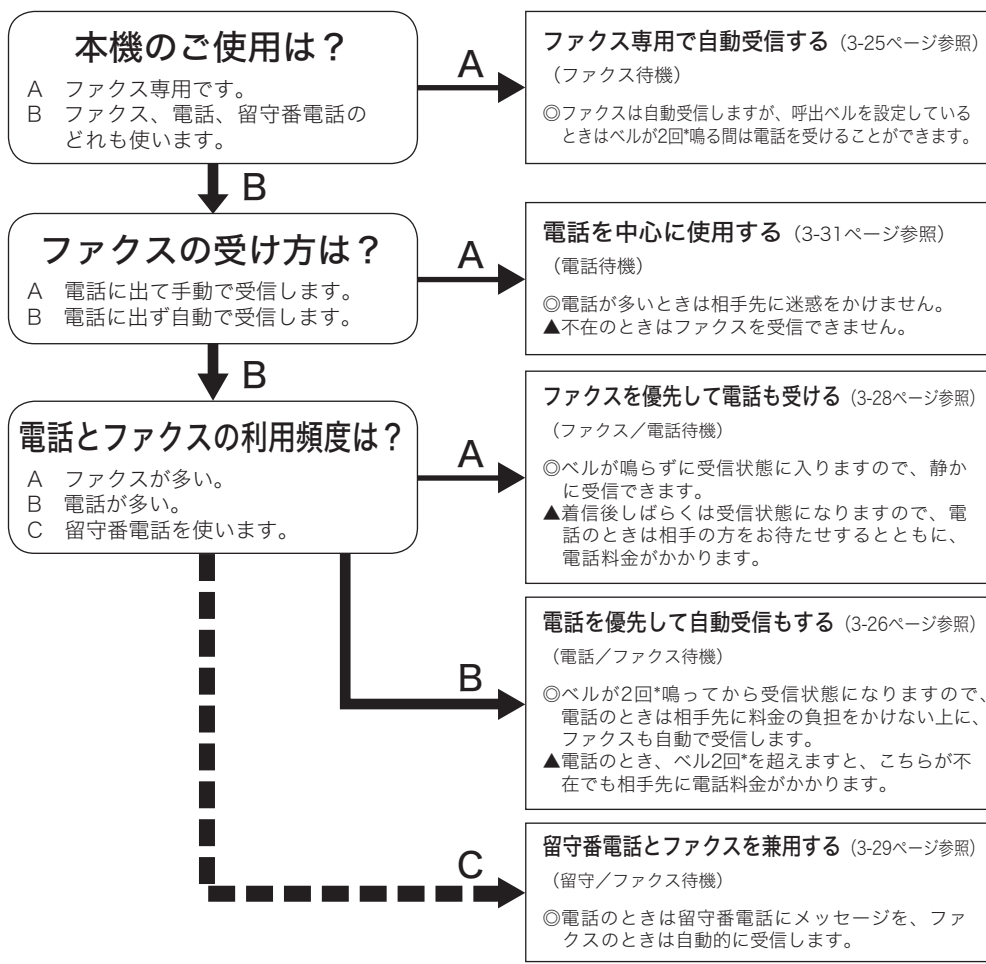 本機のご使用は？
A　ファクス専用です。
B　ファクス、電話、留守番電話の
どれも使います。
A
ファクス専用で自動受信する（3-25ページ参照）
（ファクス待機）
◎ファクスは自動受信しますが、呼出ベルを設定している
ときはベルが2回*鳴る間は電話を受けることができます。
B
ファクスの受け方は？
A　電話に出て手動で受信します。
B　電話に出ず自動で受信します。
A
電話を中心に使用する（3-31ページ参照）
（電話待機）
◎電話が多いときは相手先に迷惑をかけません。
▲不在のときはファクスを受信できません。
B
電話とファクスの利用頻度は？
A　ファクスが多い。
B　電話が多い。
C　留守番電話を使います。
A
ファクスを優先して電話も受ける（3-28ページ参照）
（ファクス／電話待機）
◎ベルが鳴らずに受信状態に入りますので、静か
に受信できます。
▲着信後しばらくは受信状態になりますので、電
話のときは相手の方をお待たせするとともに、
電話料金がかかります。
B
電話を優先して自動受信もする（3-26ページ参照）
（電話／ファクス待機）
◎ベルが2回*鳴ってから受信状態になりますので、
電話のときは相手先に料金の負担をかけない上に、
ファクスも自動で受信します。
▲電話のとき、ベル2回*を超えますと、こちらが不
在でも相手先に電話料金がかかります。
C
留守番電話とファクスを兼用する（3-29ページ参照）
（留守／ファクス待機）
◎電話のときは留守番電話にメッセージを、ファ
クスのときは自動的に受信します。